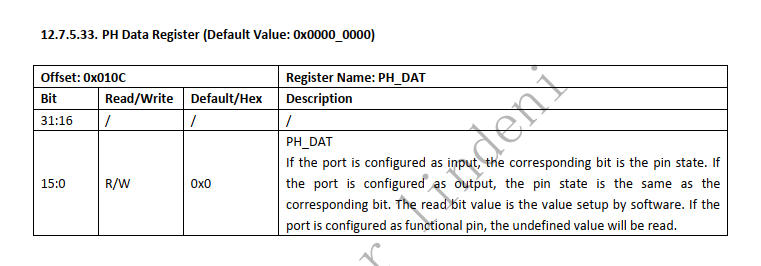 12.7.5.33. PH Data Register (Default Value: 0x0000_0000)
Offset: 0x010C Register Name: PH_DAT
Bit Read/Write Default/Hex Description
31:16 / / /
PH_DAT
If the port is configured as input, the corresponding bit is the pin state. If
15:0 R/W 0x0 the port is configured as output, the pin state is the same as the
corresponding bit. The read bit value is the value setup by software. If the
port is configured as functional pin, the undefined value will be read.
r lindeni